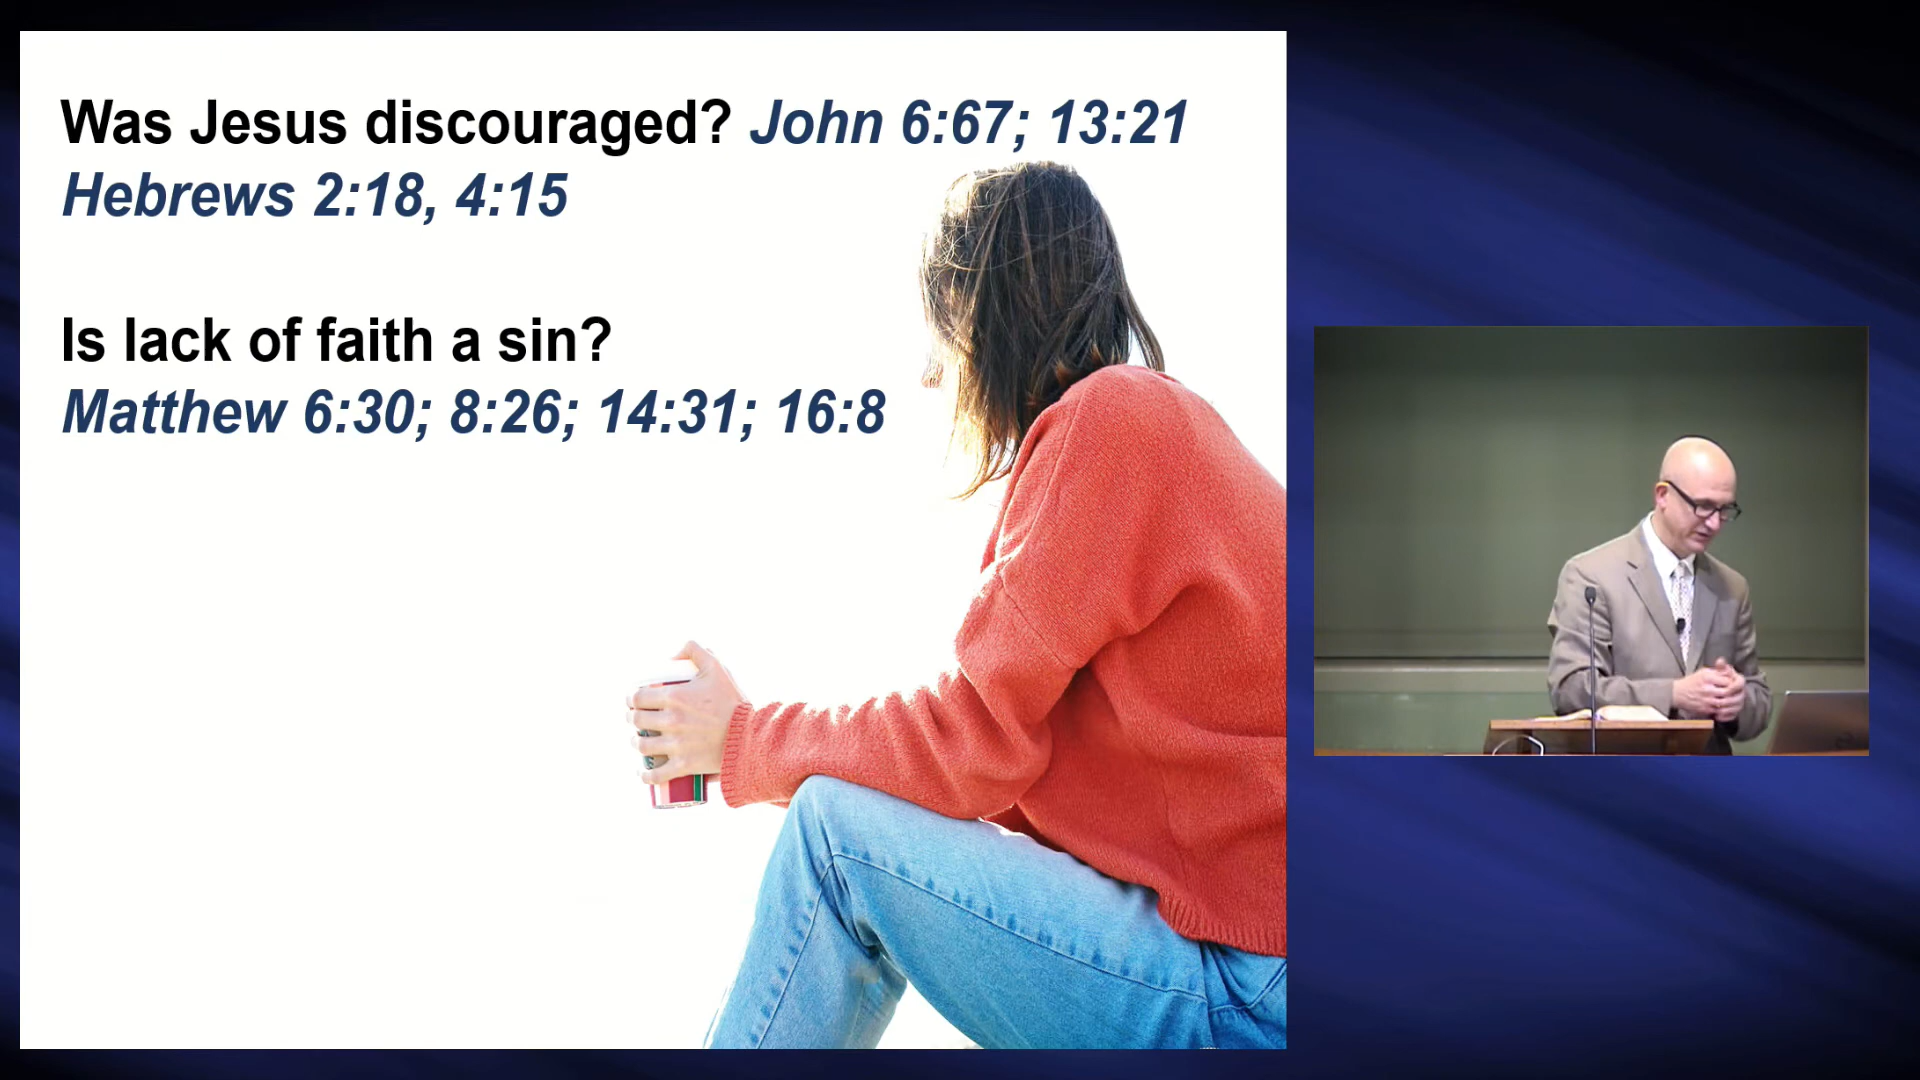 Was Jesus discouraged? John 6:67; 13:21
Hebrews 2:18, 4:15
Is lack of faith a sin?
Matthew 6:30; 8:26; 14:31; 16:8